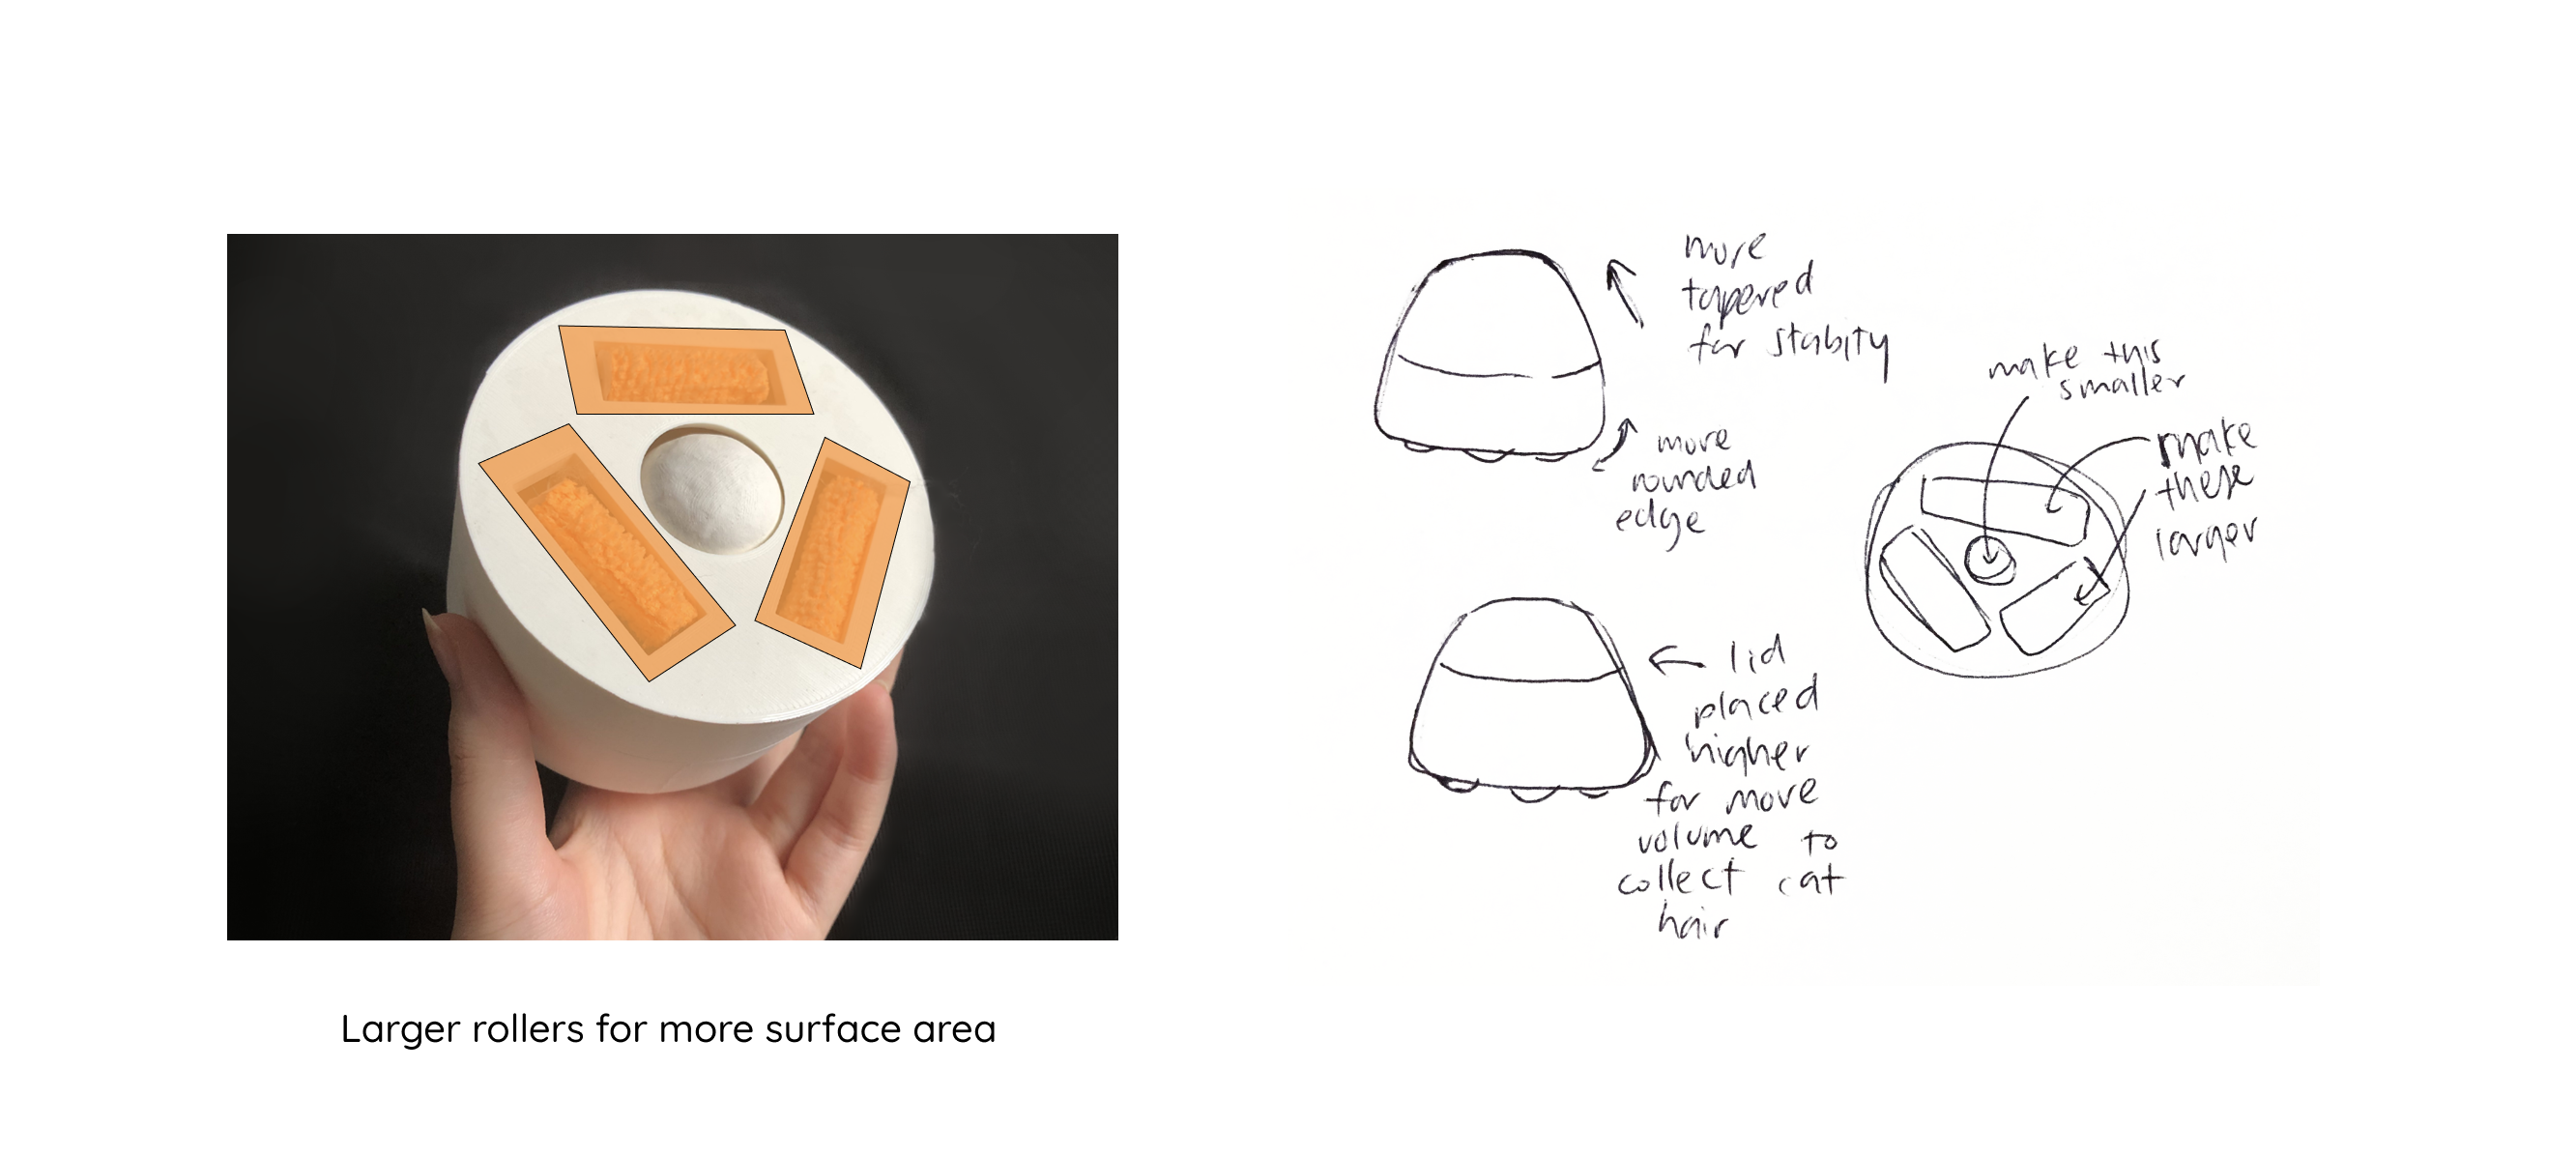 Larger rollers for more surface area
more
tapered
for stabity
more
rounded
edge
make this
smaller
make
these
larger
lid
placed
higher
for more
volume to
collect cat
hair